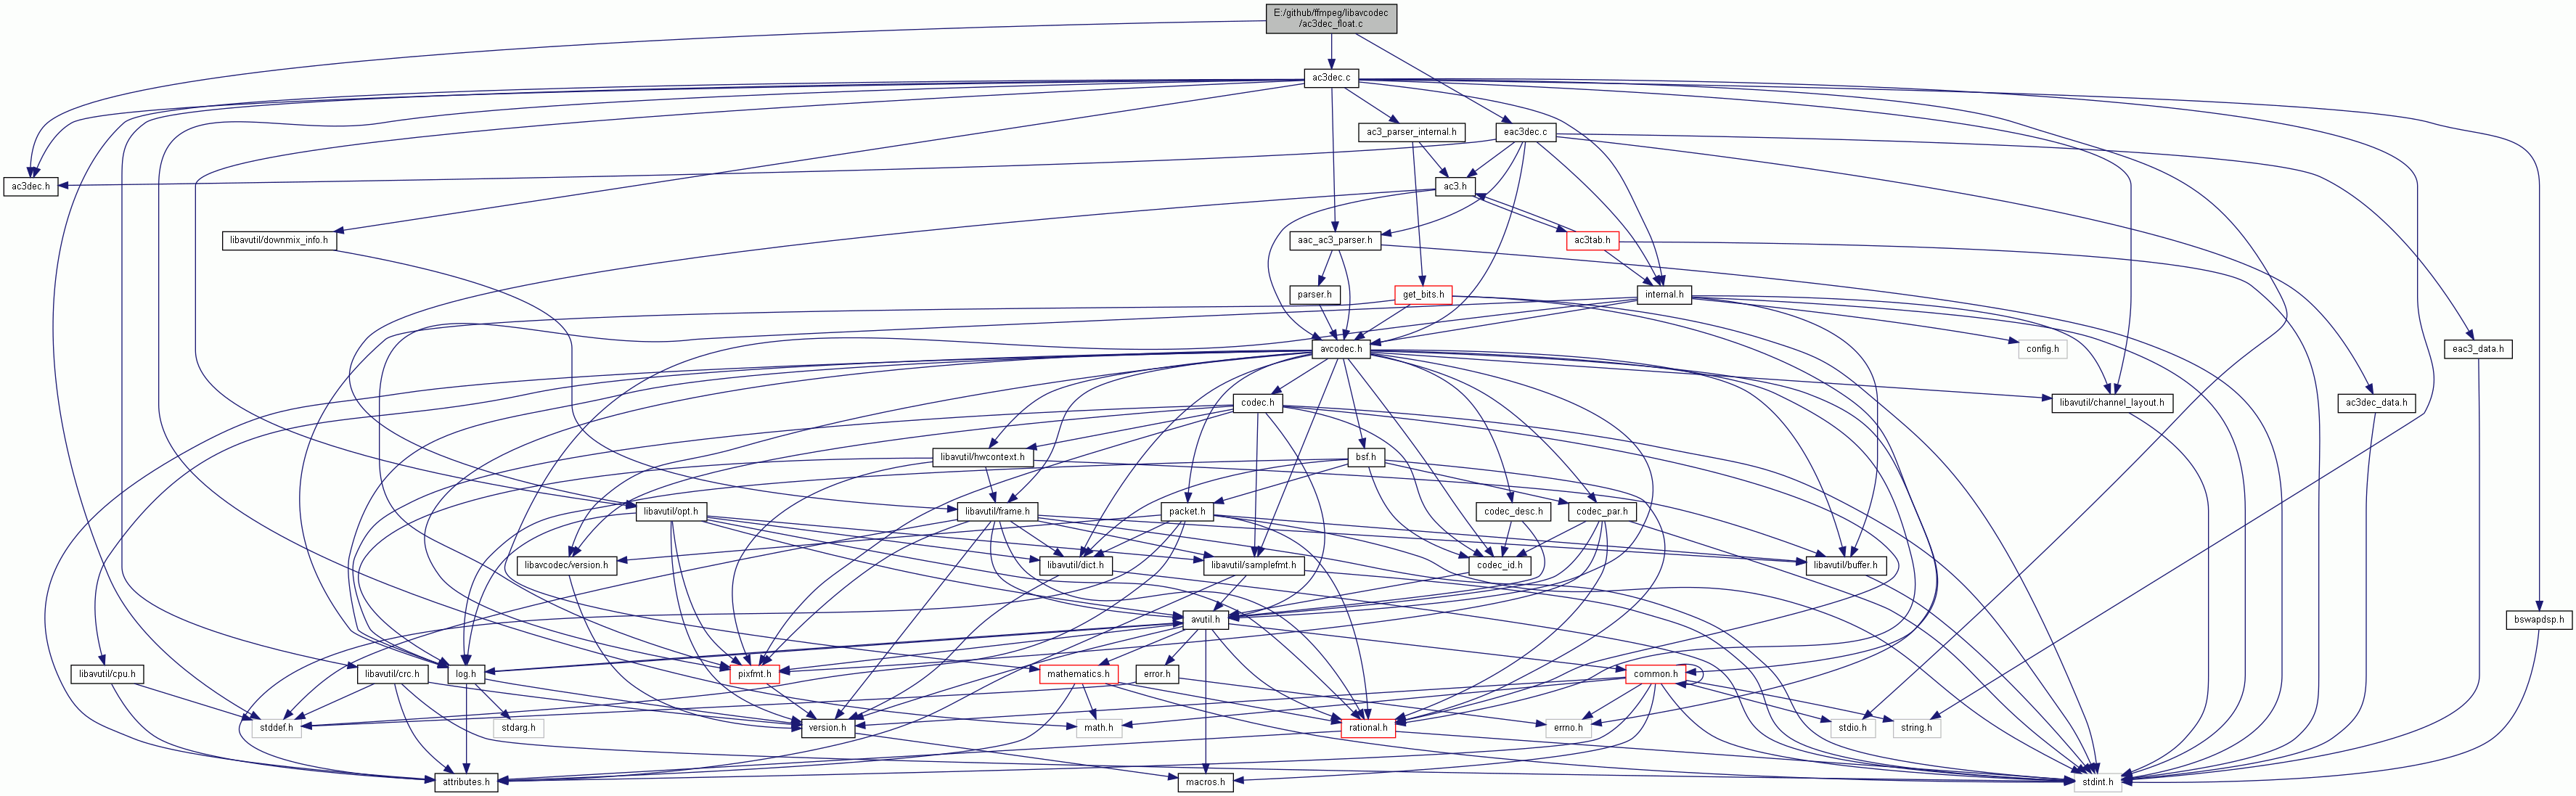 E:/github/ffmpeg/libavcodec
/ac3dec_float.c
ac3dec.c
ac3_parser_internal.h
eac3dec.c
ac3dec.h
ac3.h
libavutil/downmix_info.h
aac_ac3_parser.h
ac3tab.h
parser.h
get_bits.h
internal.h
avcodec.h
config.h
eac3_data.h
codec.h
libavutil/channel_layout.h
ac3dec_data.h
libavutil/hwcontext.h
bsf.h
libavutil/opt.h
libavutil/frame.h
packet.h
codec_desc.h
codec_par.h
libavcodec/version.h
libavutil/dict.h
libavutil/samplefmt.h
codec_id.h
libavutil/buffer.h
avutil.h
bswapdsp.h
libavutil/cpu.h
libavutil/crc.h
log.h
pixfmt.h
mathematics.h
error.h
common.h
stddef.h
stdarg.h
version.h
math.h
rational.h
errno.h
stdio.h
string.h
attributes.h
macros.h
stdint.h